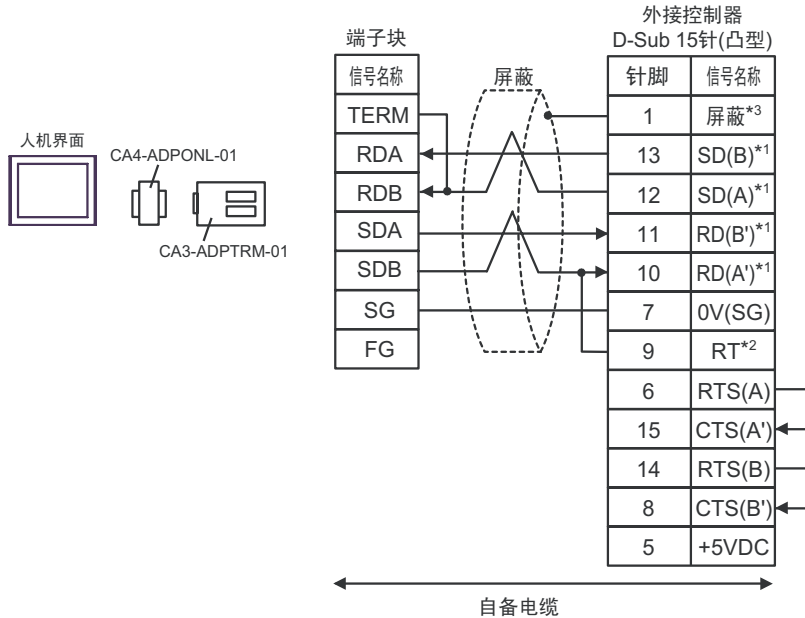 外接控制器
端子块
D-Sub 15针(凸型)
信号名称
屏蔽
针脚
信号名称
TERM
1
屏蔽*3
人机界面
CA4-ADPONL-01
RDA
13
SD(B)*1
RDB
12
SD(A)*1
SDA
11
RD(B')*1
CA3-ADPTRM-01
SDB
10
RD(A')*1
SG
7
0V(SG)
FG
9
RT*2
6
RTS(A)
15
CTS(A')
14
RTS(B)
8
CTS(B')
5
+5VDC
自备电缆